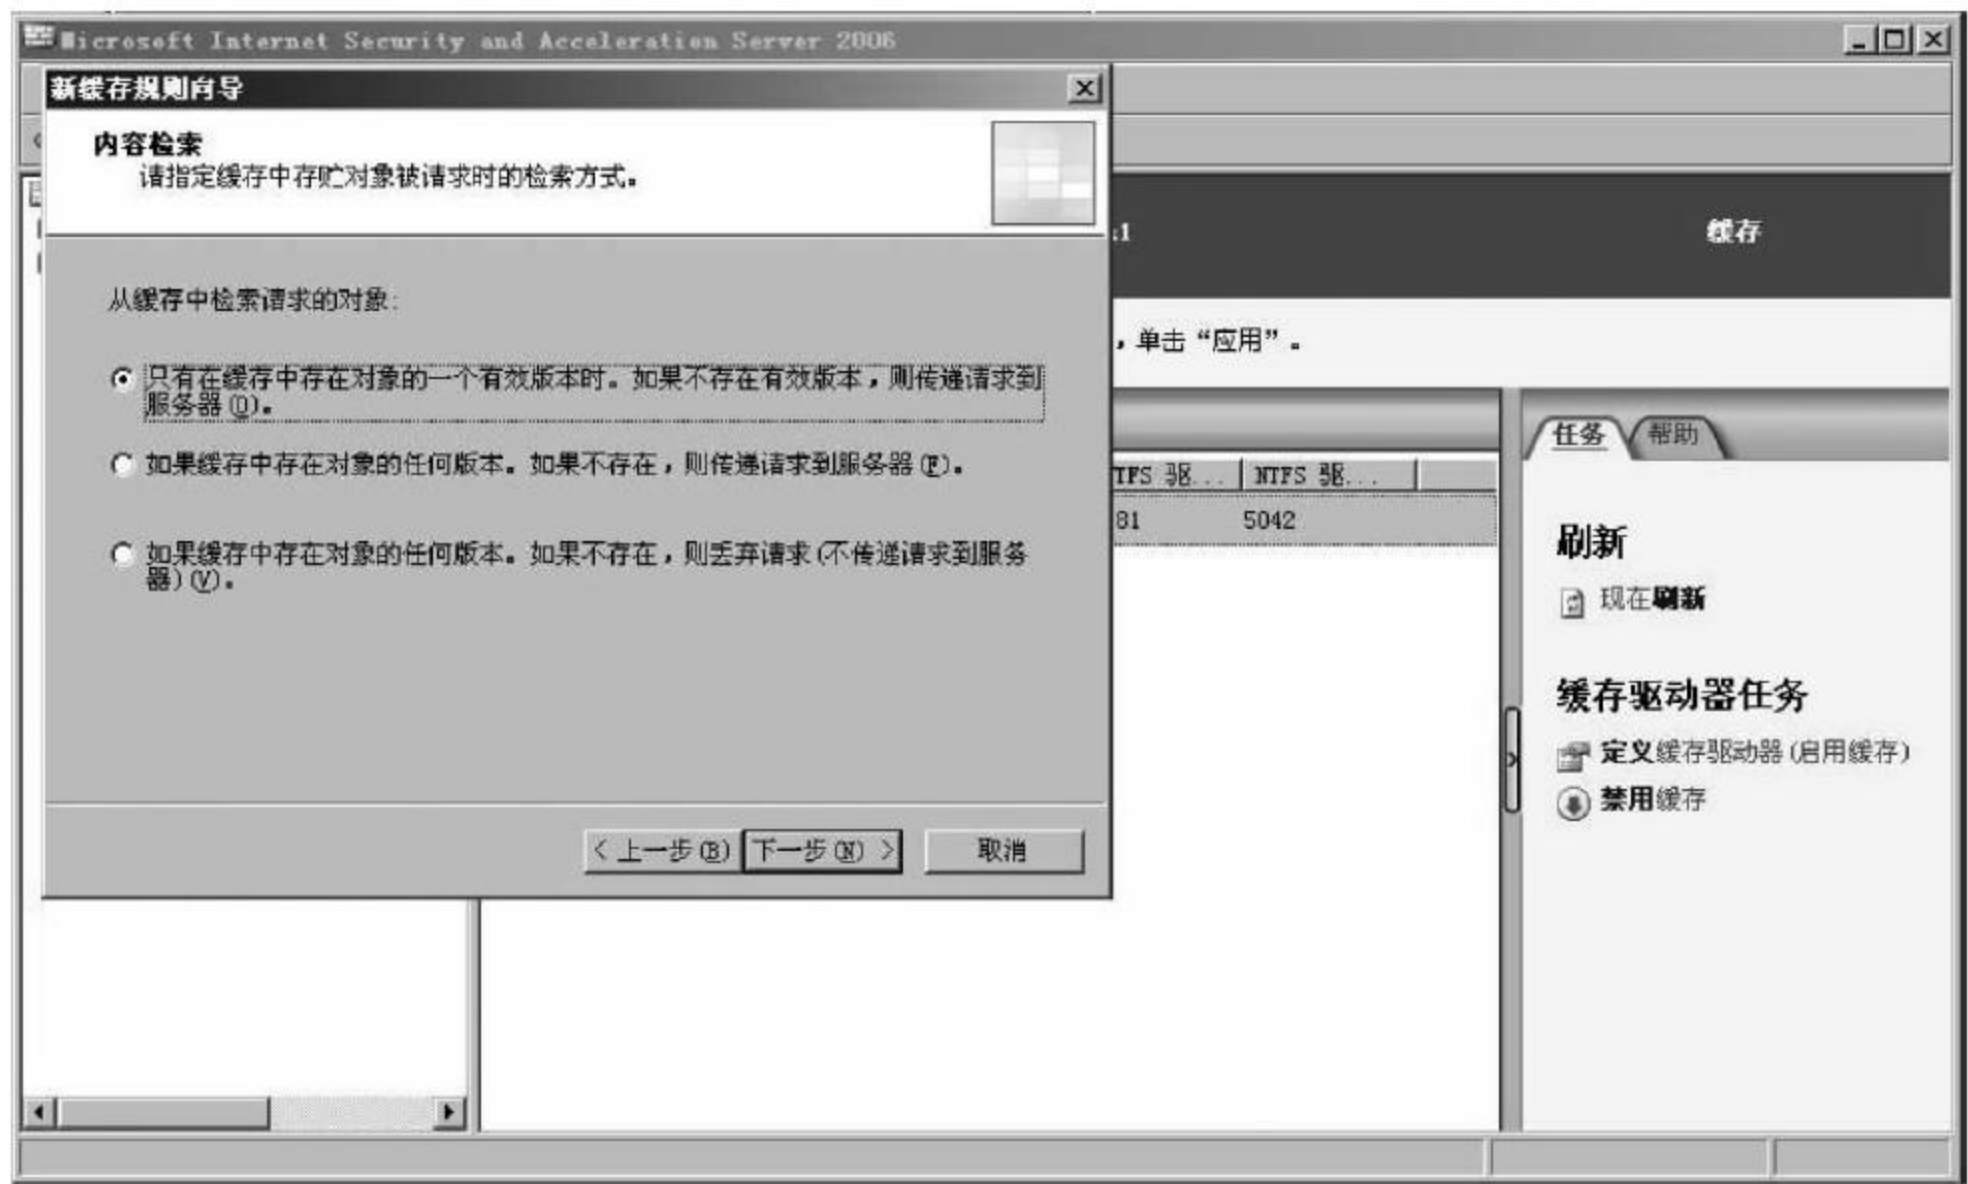 Microsoft Internet Security and Acceleration Server 2006
新缓存规则向导
内容检索
请指定缓存中存贮对象被请求时的检索方式。
从缓存中检索请求的对象:
只有在缓存中存在对象的一个有效版本时。如果不存在有效版本，则传递请求到
服务器(O)。
如果缓存中存在对象的任何版本。如果不存在，则传递请求到服务器(F)。
如果缓存中存在对象的任何版本。如果不存在，则丢弃请求(不传递请求到服务
器)(V)。
< 上一步(B)
下一步(N) >
取消
:1
缓存
，单击“应用”。
TFS 驱...
NTFS 驱...
81
5042
任务
帮助
刷新
现在刷新
缓存驱动器任务
定义缓存驱动器(启用缓存)
禁用缓存